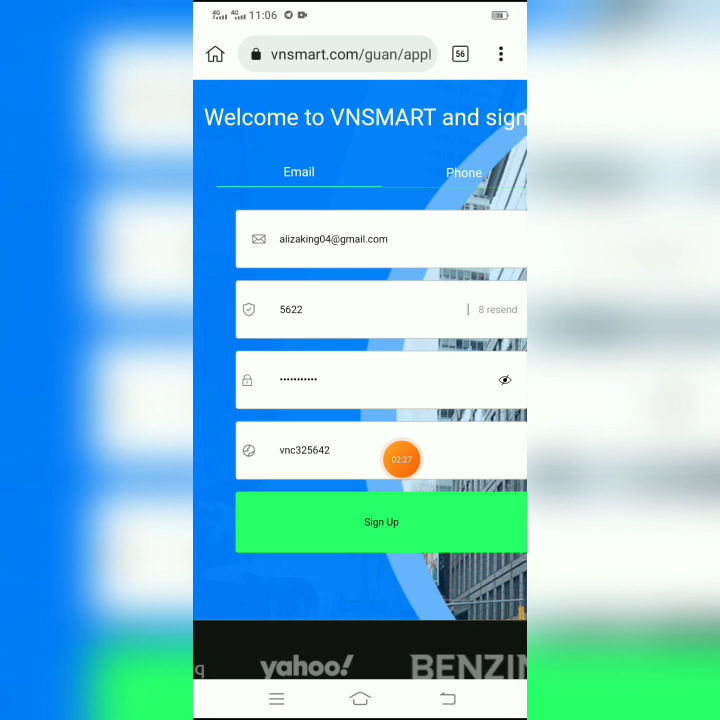 4G 4G 11:06
vnsmart.com/guan/appl
56
Welcome to VNSMART and sign
Email
Phone
alizaking04@gmail.com
5622
8 resend
•••••••••••
vnc325642
02:27
Sign Up
q
yahoo!
BENZIN